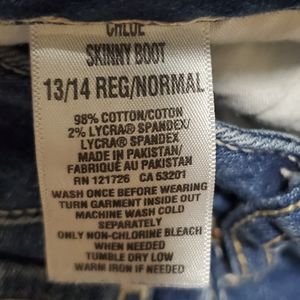 CHLOE
SKINNY BOOT
13/14 REG/NORMAL
98% COTTON/COTON
2% LYCRA® SPANDEX/
LYCRA® SPANDEX
MADE IN PAKISTAN/
FABRIQUÉ AU PAKISTAN
RN 121726 CA 53201
WASH ONCE BEFORE WEARING
TURN GARMENT INSIDE OUT
MACHINE WASH COLD
SEPARATELY
ONLY NON-CHLORINE BLEACH
WHEN NEEDED
TUMBLE DRY LOW
WARM IRON IF NEEDED